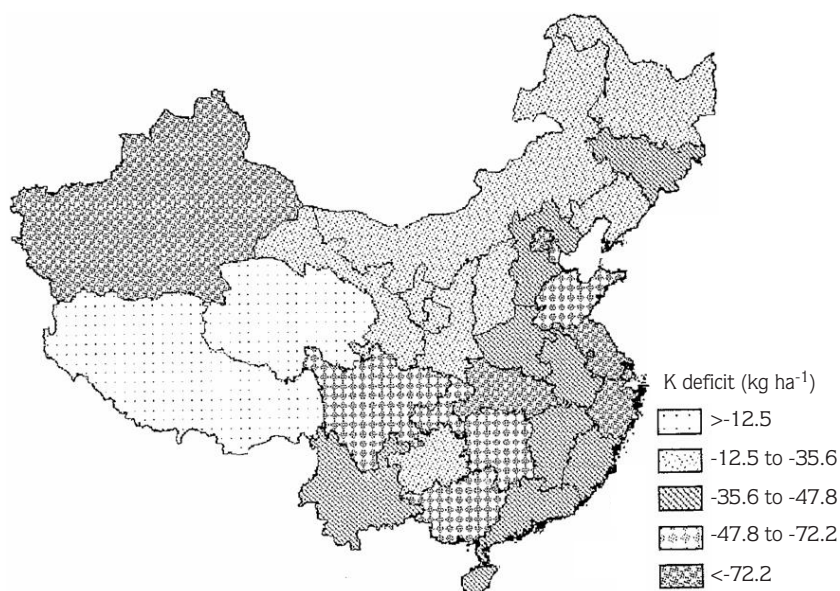 K deficit (kg ha⁻¹)
>-12.5
-12.5 to -35.6
-35.6 to -47.8
-47.8 to -72.2
<-72.2